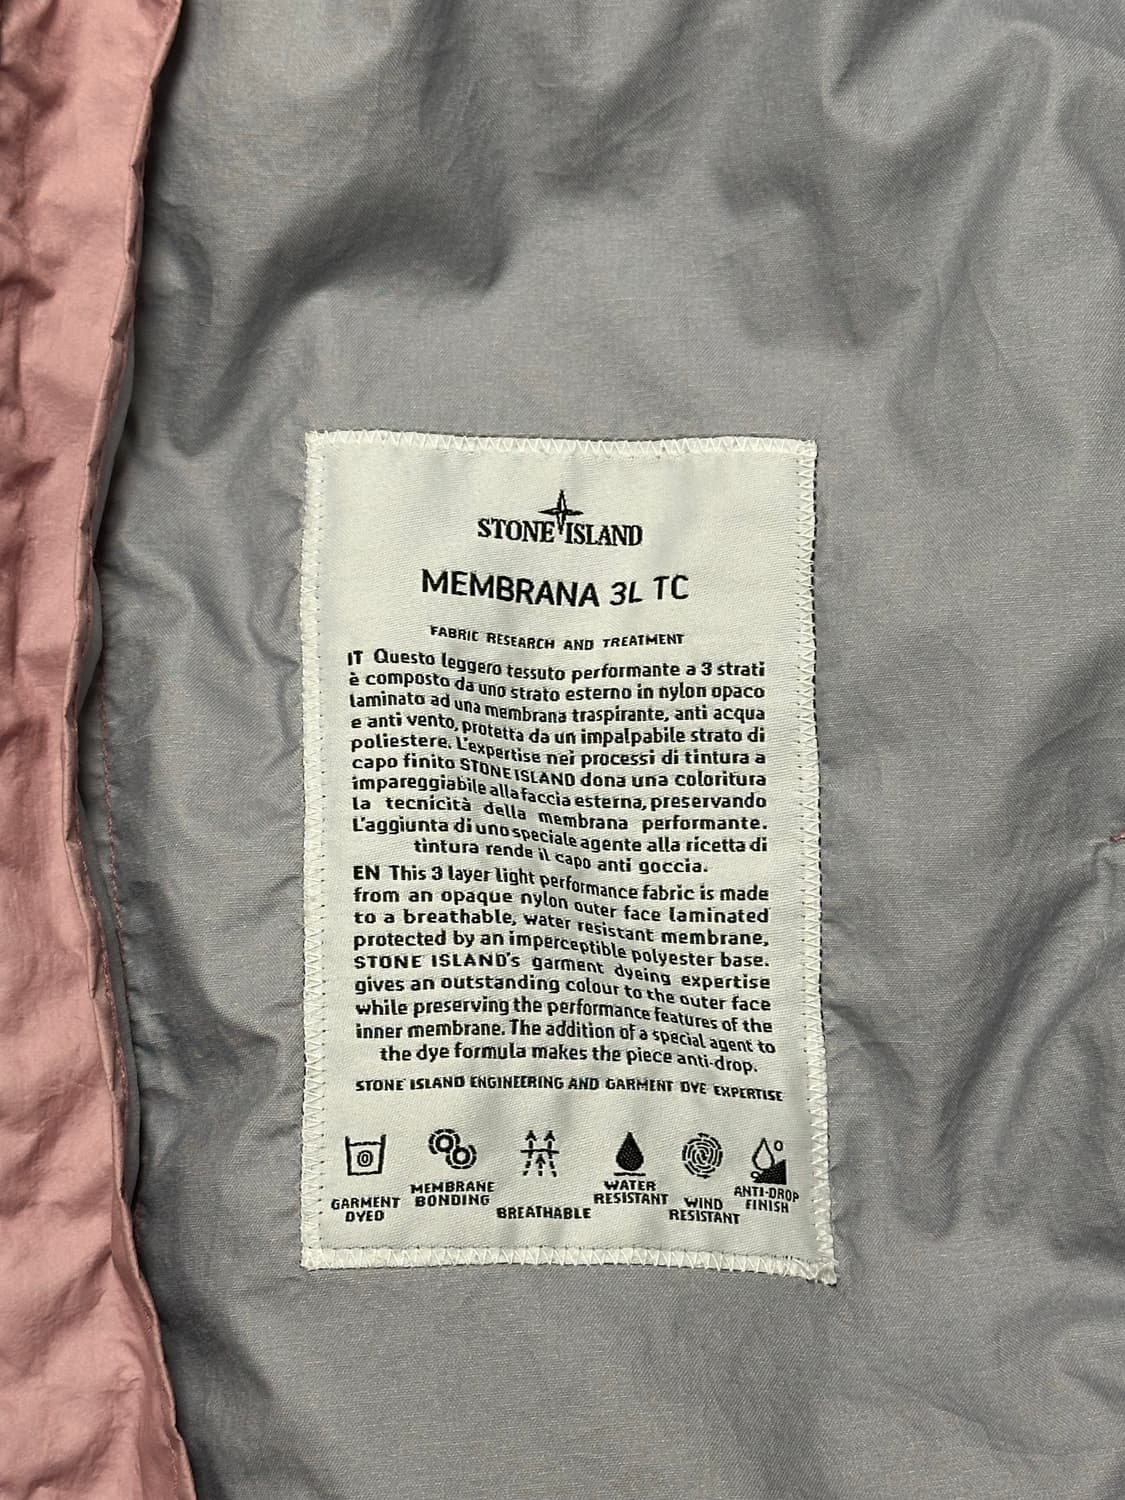 STONE ISLAND
MEMBRANA 3L TC
FABRIC RESEARCH AND TREATMENT
IT Questo leggero tessuto performante a 3 strati
è composto da uno strato esterno in nylon opaco
laminato ad una membrana traspirante, anti acqua
e anti vento, protetta da un impalpabile strato di
poliestere. L'expertise nei processi di tintura a
capo finito STONE ISLAND dona una coloritura
impareggiabile alla faccia esterna, preservando
la tecnicità della membrana performante.
L'aggiunta di uno speciale agente alla ricetta di
tintura rende il capo anti goccia.
EN This 3 layer light performance fabric is made
from an opaque nylon outer face laminated
to a breathable, water resistant membrane,
protected by an imperceptible polyester base.
STONE ISLAND's garment dyeing expertise
gives an outstanding colour to the outer face
while preserving the performance features of the
inner membrane. The addition of a special agent to
the dye formula makes the piece anti-drop.
STONE ISLAND ENGINEERING AND GARMENT DYE EXPERTISE
GARMENT
DYED
MEMBRANE
BONDING
BREATHABLE
WATER
RESISTANT
WIND
RESISTANT
ANTI-DROP
FINISH